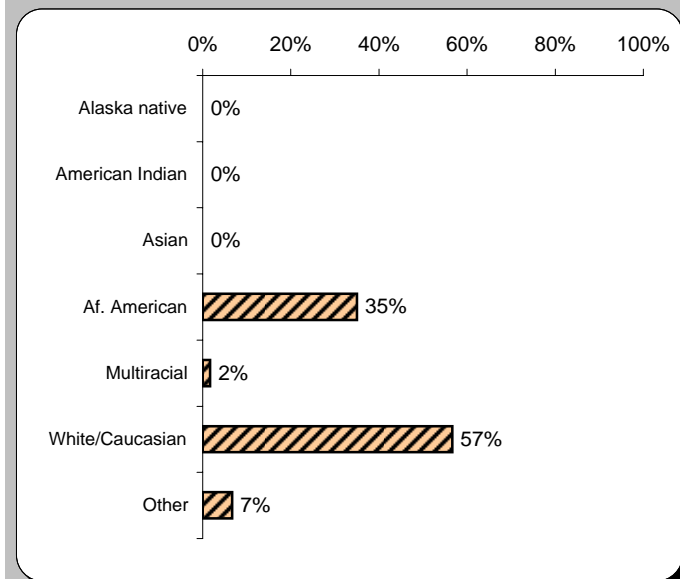 0% 20% 40% 60% 80% 100%
Alaska native 0%
American Indian 0%
Asian 0%
Af. American 35%
Multiracial 2%
White/Caucasian 57%
Other 7%